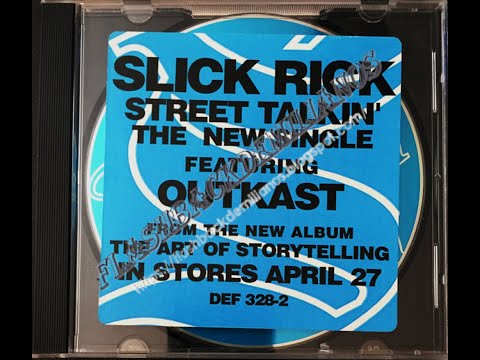 SLICK RICK
STREET TALKIN'
THE NEW SINGLE
FEATURING
OUTKAST
FROM THE NEW ALBUM
THE ART OF STORYTELLING
IN STORES APRIL 27
DEF 328-2
FLASHBACKDEMILIANOS